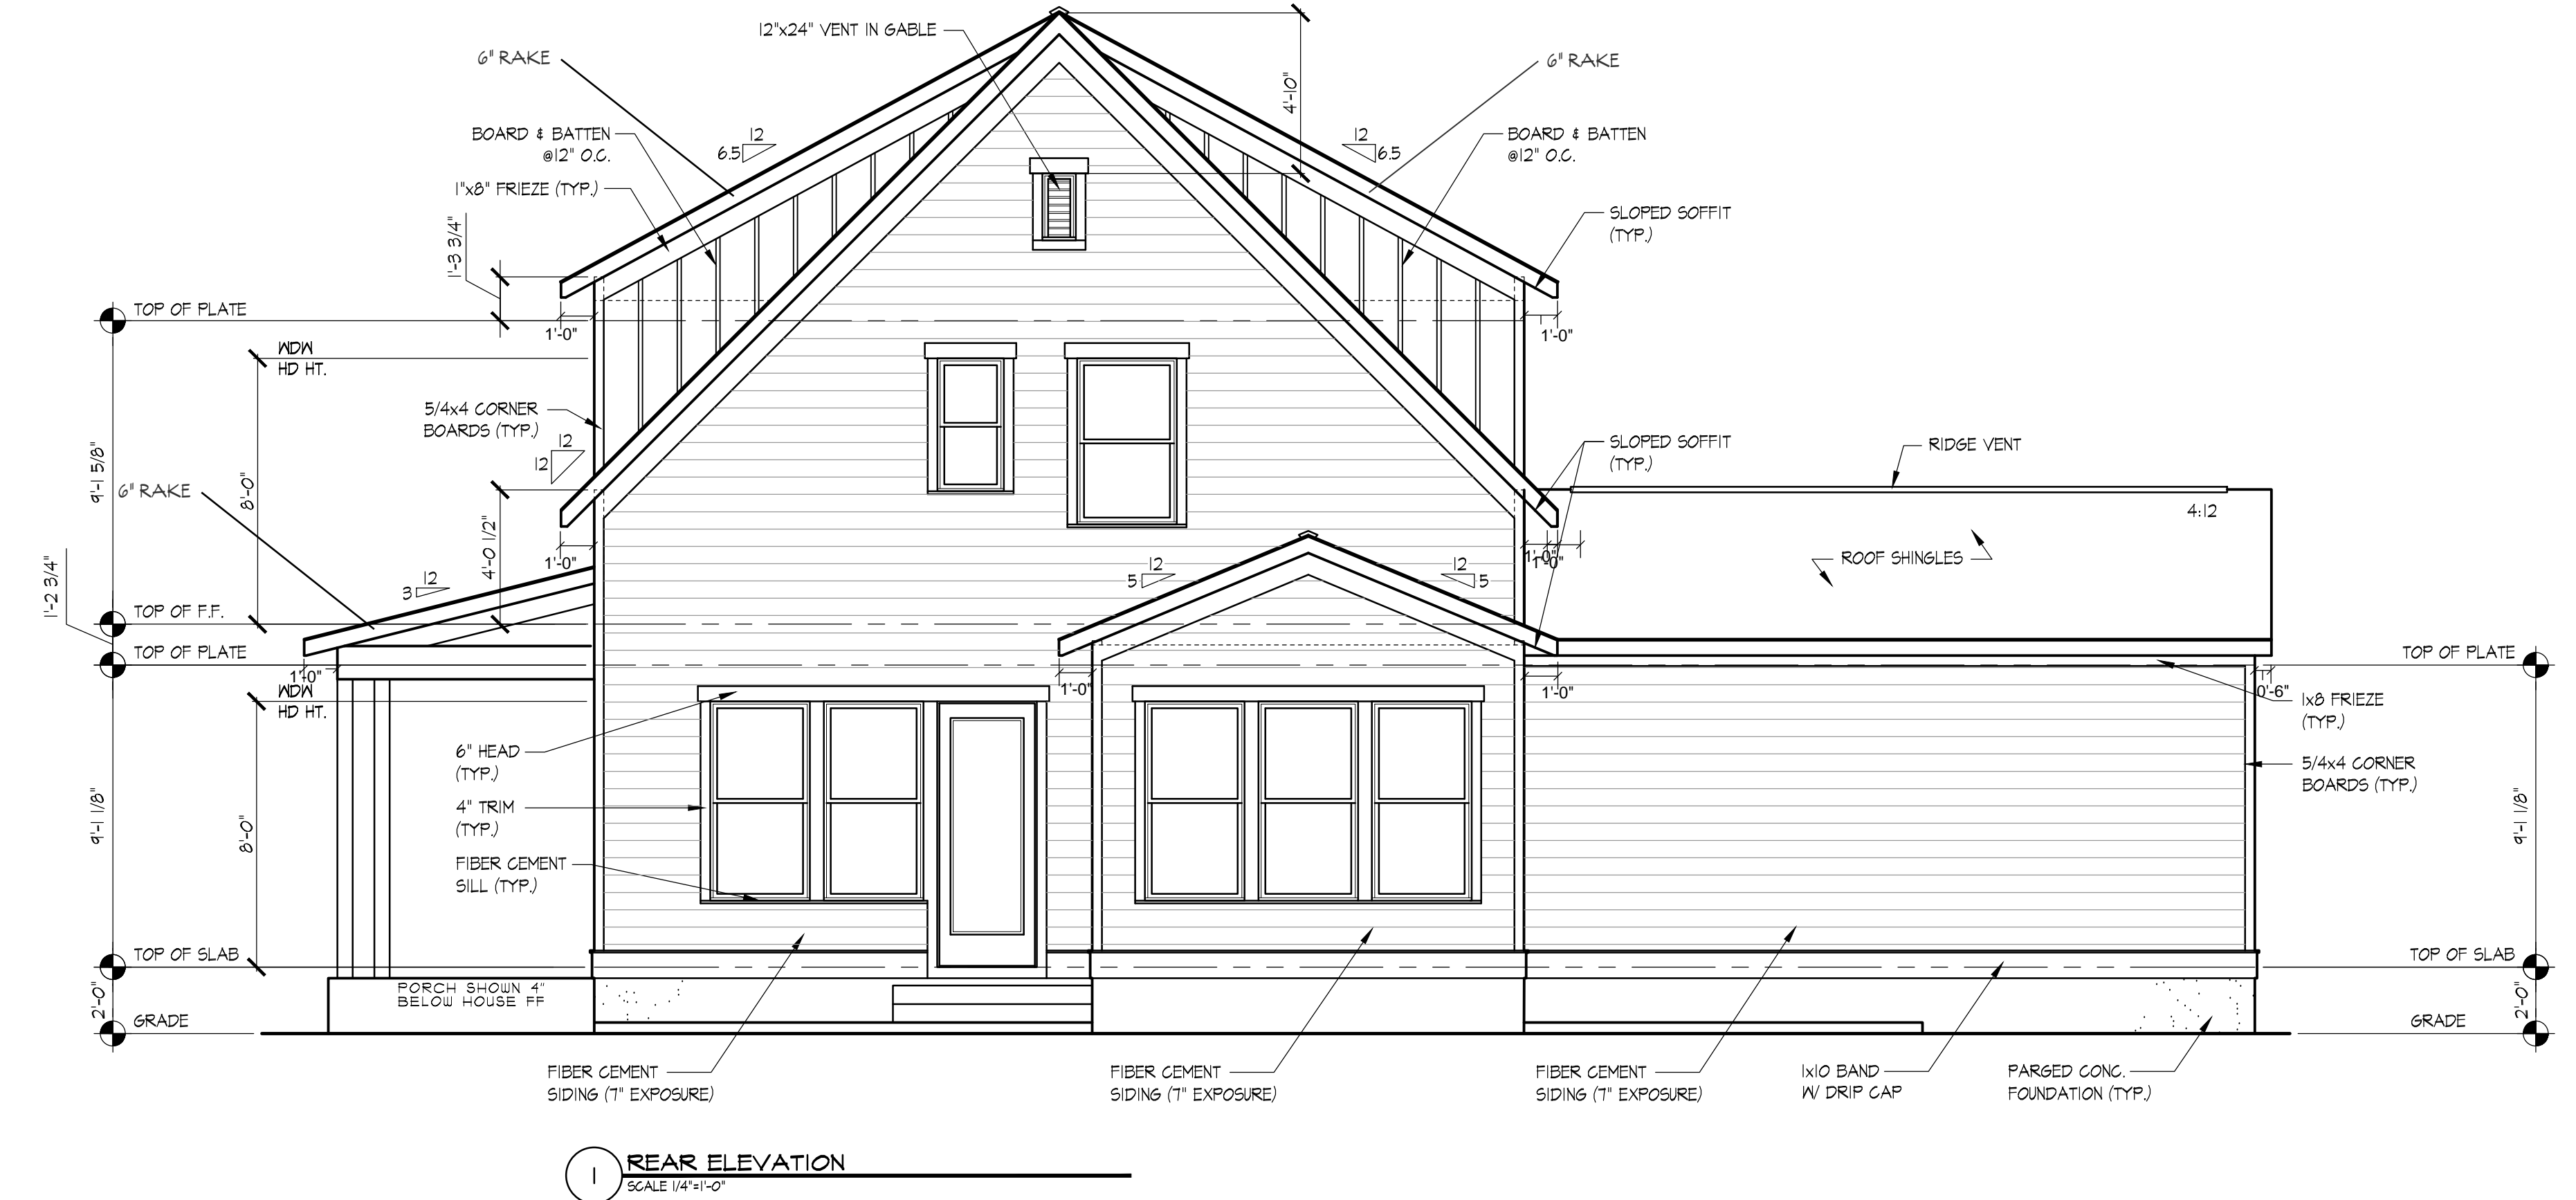 12"x24" VENT IN GABLE
6" RAKE
6" RAKE
4'-10"
BOARD & BATTEN
@12" O.C.
12
6.5
12
6.5
BOARD & BATTEN
@12" O.C.
1"x8" FRIEZE (TYP.)
SLOPED SOFFIT
(TYP.)
1'-3 3/4"
TOP OF PLATE
1'-0"
1'-0"
WDW
HD HT.
5/4x4 CORNER
BOARDS (TYP.)
12
12
SLOPED SOFFIT
(TYP.)
RIDGE VENT
9'-1 5/8"
6" RAKE
8'-0"
4:12
4'-0 1/2"
1'-0"
1'-0"
1'-0"
ROOF SHINGLES
12
3
12
5
12
5
1'-2 3/4"
TOP OF F.F.
TOP OF PLATE
TOP OF PLATE
1'-0"
1'-0"
1'-0"
0'-6"
WDW
HD HT.
1x8 FRIEZE
(TYP.)
6" HEAD
(TYP.)
5/4x4 CORNER
BOARDS (TYP.)
4" TRIM
(TYP.)
9'-1 1/8"
8'-0"
9'-1 1/8"
FIBER CEMENT
SILL (TYP.)
TOP OF SLAB
TOP OF SLAB
PORCH SHOWN 4"
BELOW HOUSE FF
2'-0"
2'-0"
GRADE
GRADE
FIBER CEMENT
SIDING (7" EXPOSURE)
FIBER CEMENT
SIDING (7" EXPOSURE)
FIBER CEMENT
SIDING (7" EXPOSURE)
1x10 BAND
W/ DRIP CAP
PARGED CONC.
FOUNDATION (TYP.)
1
REAR ELEVATION
SCALE 1/4"=1'-0"